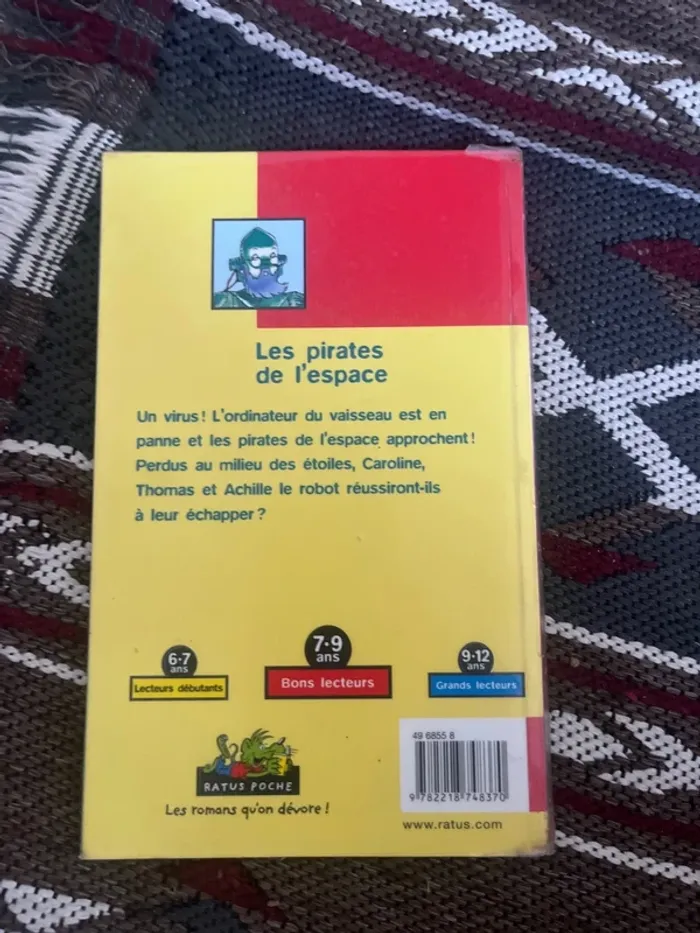 Les pirates
de l'espace
Un virus! L'ordinateur du vaisseau est en
panne et les pirates de l'espace approchent!
Perdus au milieu des étoiles, Caroline,
Thomas et Achille le robot réussiront-ils
à leur échapper?
6·7
ans
Lecteurs débutants
7·9
ans
Bons lecteurs
9·12
ans
Grands lecteurs
RATUS POCHE
Les romans qu'on dévore!
49 6855 8
9 782218 748370
www.ratus.com